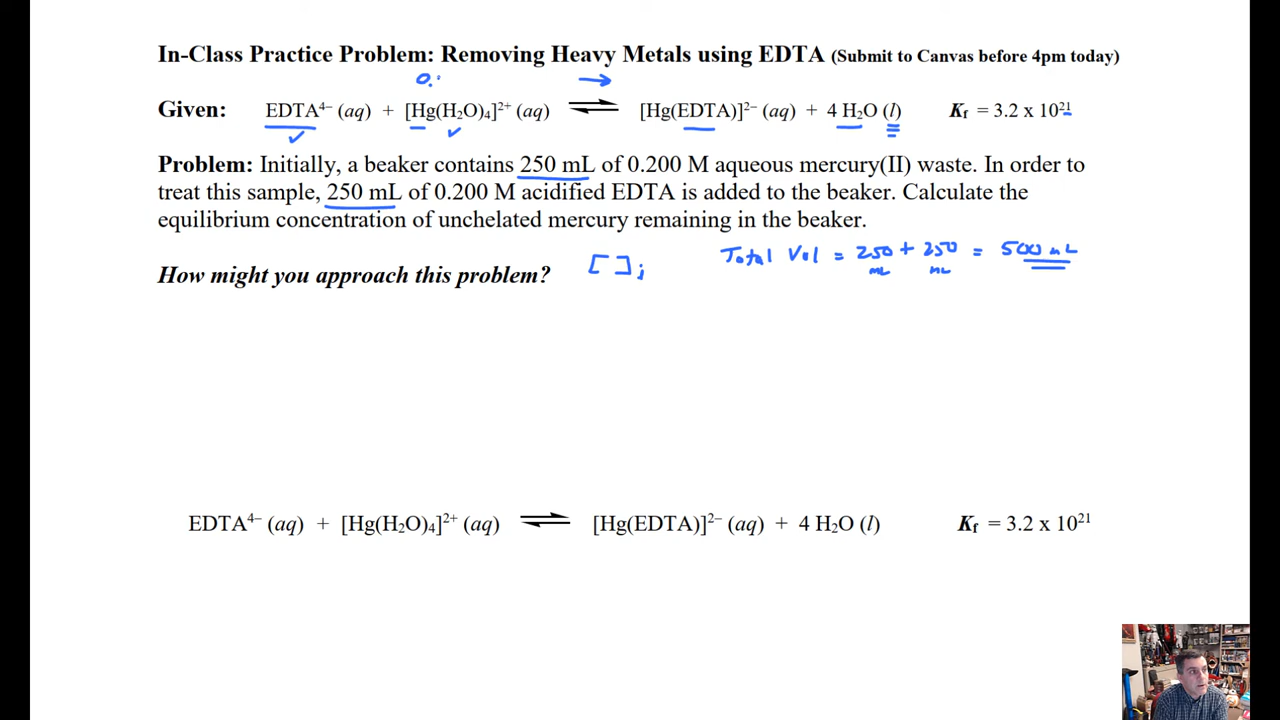 In-Class Practice Problem: Removing Heavy Metals using EDTA (Submit to Canvas before 4pm today)
0.
Given: EDTA⁴⁻ (aq) + [Hg(H₂O)₄]²⁺ (aq) ⇌ [Hg(EDTA)]²⁻ (aq) + 4 H₂O (l) Kf = 3.2 x 10²¹
Problem: Initially, a beaker contains 250 mL of 0.200 M aqueous mercury(II) waste. In order to
treat this sample, 250 mL of 0.200 M acidified EDTA is added to the beaker. Calculate the
equilibrium concentration of unchelated mercury remaining in the beaker.
Total Vol = 250 mL + 250 mL = 500 mL
How might you approach this problem? [ ]i
EDTA⁴⁻ (aq) + [Hg(H₂O)₄]²⁺ (aq) ⇌ [Hg(EDTA)]²⁻ (aq) + 4 H₂O (l) Kf = 3.2 x 10²¹